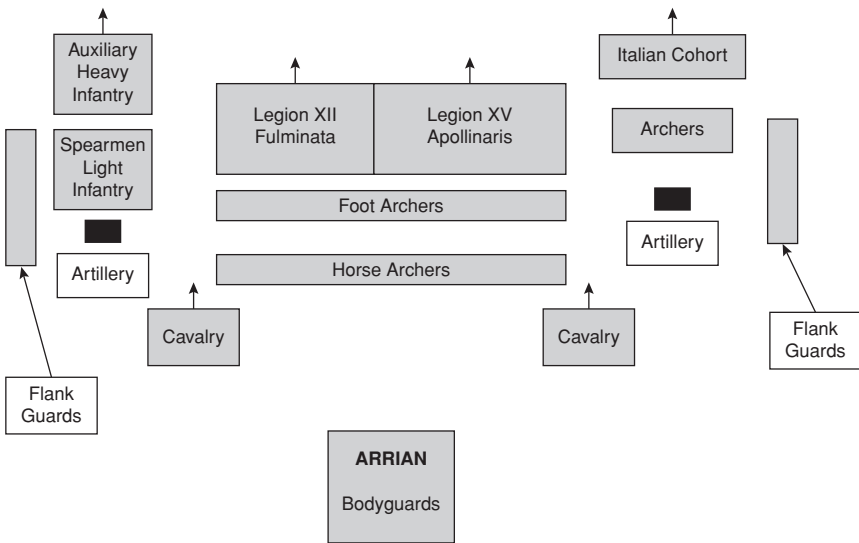 Auxiliary
Heavy
Infantry
Italian Cohort
Legion XII
Fulminata
Legion XV
Apollinaris
Archers
Spearmen
Light
Infantry
Foot Archers
Artillery
Artillery
Horse Archers
Cavalry
Cavalry
Flank
Guards
Flank
Guards
ARRIAN
Bodyguards